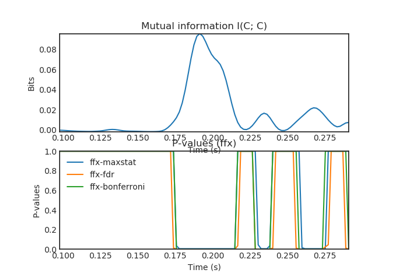 Mutual information I(C; C)
Bits
0.08
0.06
0.04
0.02
0.00
0.100 0.125 0.150 0.175 0.200 0.225 0.250 0.275
Time (s)
P-values (ffx)
P-values
1.0
0.8
0.6
0.4
0.2
0.0
ffx-maxstat
ffx-fdr
ffx-bonferroni
0.100 0.125 0.150 0.175 0.200 0.225 0.250 0.275
Time (s)